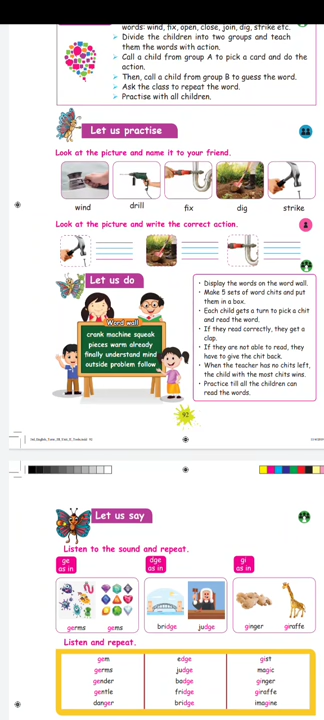 words: wind, fix, open, close, join, dig, strike etc.
➢ Divide the children into two groups and teach
them the words with action.
➢ Call a child from group A to pick a card and do the
action.
➢ Then, call a child from group B to guess the word.
➢ Ask the class to repeat the word.
➢ Practise with all children.
Let us practise
Look at the picture and name it to your friend.
wind drill fix dig strike
Look at the picture and write the correct action.
Let us do
Word wall
crank machine squeak
pieces warm already
finally understand mind
outside problem follow
• Display the words on the word wall.
• Make 5 sets of word chits and put
them in a box.
• Each child gets a turn to pick a chit
and read the word.
• If they read correctly, they get a
clap.
• If they are not able to read, they
have to give the chit back.
• When the teacher has no chits left,
the child with the most chits wins.
• Practice till all the children can
read the words.
92
Let us say
Listen to the sound and repeat.
ge
as in
dge
as in
gi
as in
germs gems bridge judge ginger giraffe
Listen and repeat.
gem edge gist
germs judge magic
gender badge ginger
gentle fridge giraffe
danger bridge imagine